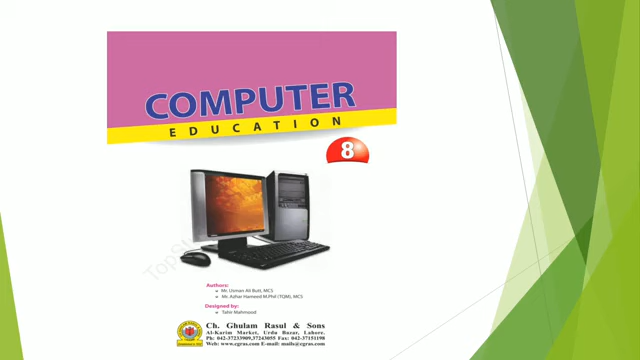 COMPUTER
EDUCATION
8
Authors:
Mr. Usman Ali Butt, MCS
Mr. Azhar Hameed M.Phil (TQM), MCS
Designed by:
Tahir Mahmood
Ch. Ghulam Rasul & Sons
Al-Karim Market, Urdu Bazar, Lahore.
Ph: 042-37233909,37243055 Fax: 042-37151198
Web: www.cgras.com E-mail: mails@cgras.com